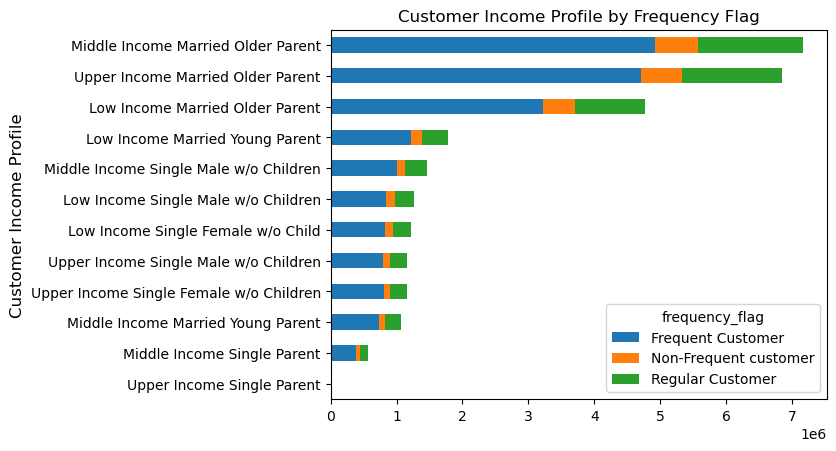 Customer Income Profile by Frequency Flag
Customer Income Profile
Middle Income Married Older Parent
Upper Income Married Older Parent
Low Income Married Older Parent
Low Income Married Young Parent
Middle Income Single Male w/o Children
Low Income Single Male w/o Children
Low Income Single Female w/o Child
Upper Income Single Male w/o Children
Upper Income Single Female w/o Children
Middle Income Married Young Parent
Middle Income Single Parent
Upper Income Single Parent
frequency_flag
Frequent Customer
Non-Frequent customer
Regular Customer
0 1 2 3 4 5 6 7
1e6